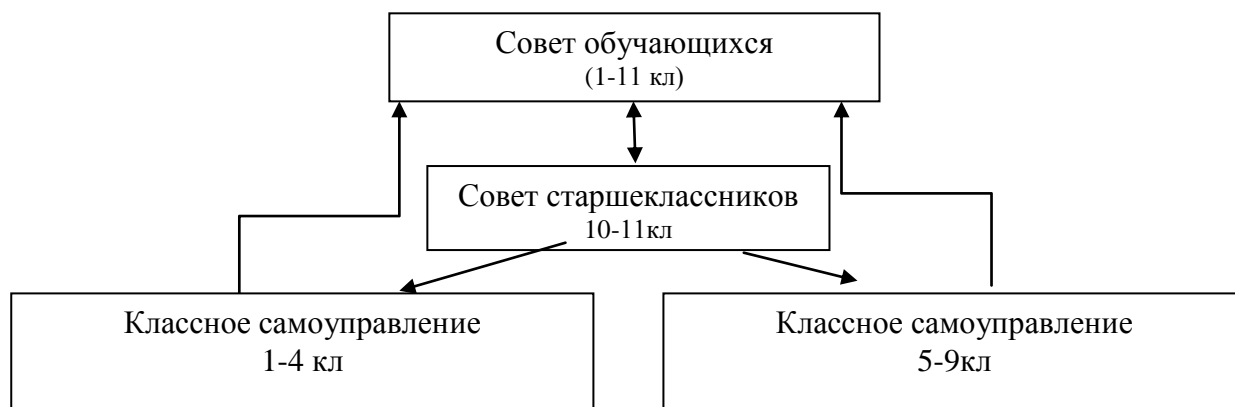 Совет обучающихся
(1-11 кл)
Совет старшеклассников
10-11кл
Классное самоуправление
1-4 кл
Классное самоуправление
5-9кл